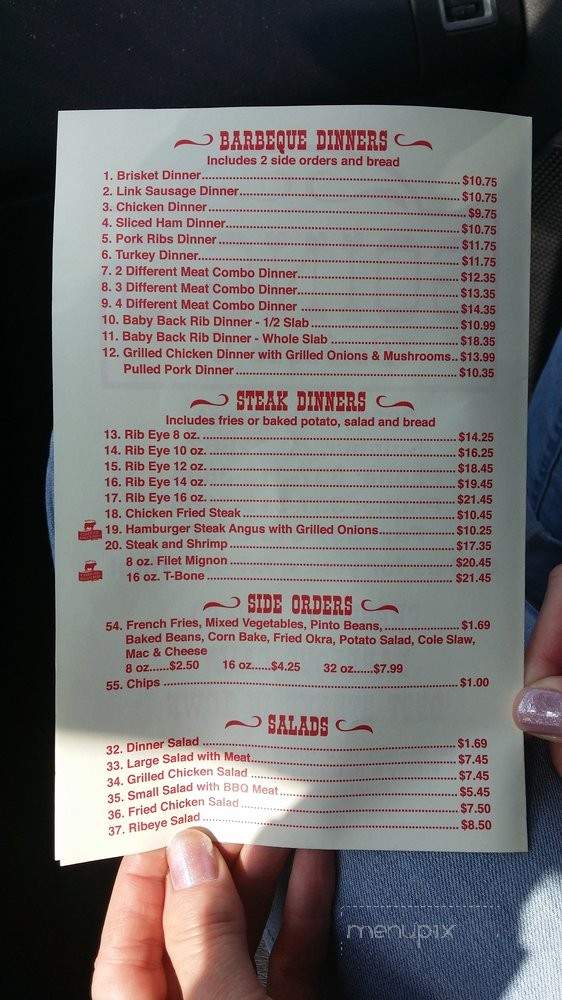 BARBEQUE DINNERS
Includes 2 side orders and bread
1. Brisket Dinner $10.75
2. Link Sausage Dinner $10.75
3. Chicken Dinner $9.75
4. Sliced Ham Dinner $10.75
5. Pork Ribs Dinner $11.75
6. Turkey Dinner $11.75
7. 2 Different Meat Combo Dinner $12.35
8. 3 Different Meat Combo Dinner $13.35
9. 4 Different Meat Combo Dinner $14.35
10. Baby Back Rib Dinner - 1/2 Slab $10.99
11. Baby Back Rib Dinner - Whole Slab $18.35
12. Grilled Chicken Dinner with Grilled Onions & Mushrooms.. $13.99
Pulled Pork Dinner $10.35
STEAK DINNERS
Includes fries or baked potato, salad and bread
13. Rib Eye 8 oz. $14.25
14. Rib Eye 10 oz. $16.25
15. Rib Eye 12 oz. $18.45
16. Rib Eye 14 oz. $19.45
17. Rib Eye 16 oz. $21.45
18. Chicken Fried Steak $10.45
19. Hamburger Steak Angus with Grilled Onions $10.25
20. Steak and Shrimp $17.35
8 oz. Filet Mignon $20.45
16 oz. T-Bone $21.45
SIDE ORDERS
54. French Fries, Mixed Vegetables, Pinto Beans, $1.69
Baked Beans, Corn Bake, Fried Okra, Potato Salad, Cole Slaw,
Mac & Cheese
8 oz......$2.50 16 oz......$4.25 32 oz......$7.99
55. Chips $1.00
SALADS
32. Dinner Salad $1.69
33. Large Salad with Meat $7.45
34. Grilled Chicken Salad $7.45
35. Small Salad with BBQ Meat $5.45
36. Fried Chicken Salad $7.50
37. Ribeye Salad $8.50
menupix